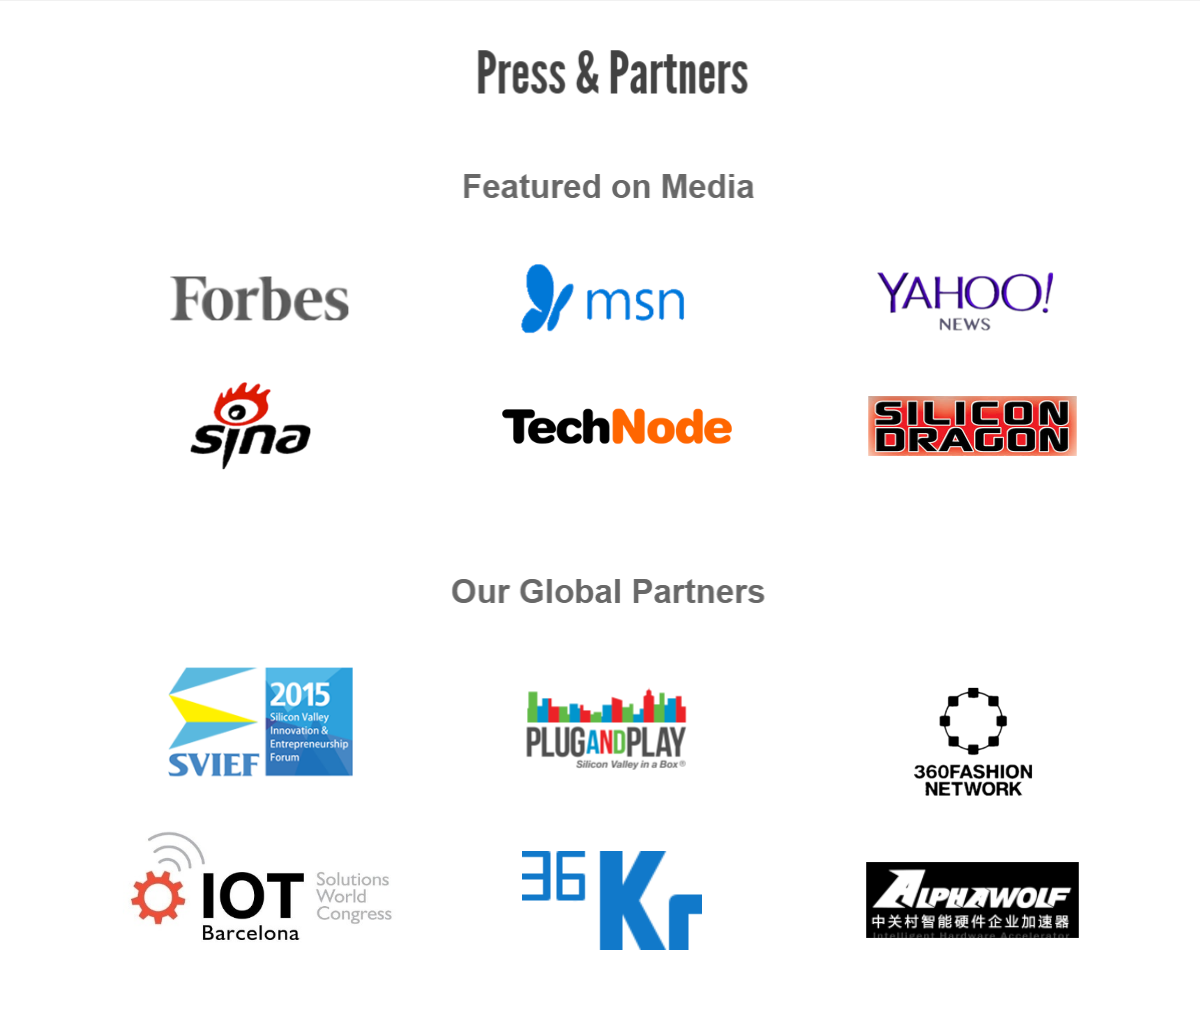 Press & Partners
Featured on Media
Forbes
msn
YAHOO!
NEWS
sina
TechNode
SILICON
DRAGON
Our Global Partners
2015
Silicon Valley
Innovation &
Entrepreneurship
Forum
SVIEF
PLUGANDPLAY
Silicon Valley in a Box®
360FASHION
NETWORK
IOT
Barcelona
Solutions
World
Congress
36Kr
ALPHAWOLF
中关村智能硬件企业加速器
Intelligent Hardware Accelerator